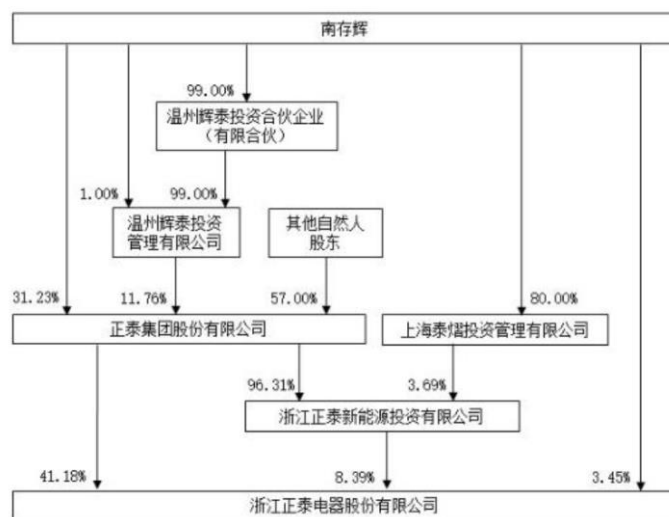 南存辉
99.00%
温州辉泰投资合伙企业
（有限合伙）
1.00%
99.00%
温州辉泰投资
管理有限公司
其他自然人
股东
31.23%
11.76%
57.00%
80.00%
正泰集团股份有限公司
上海泰熠投资管理有限公司
96.31%
3.69%
浙江正泰新能源投资有限公司
41.18%
8.39%
3.45%
浙江正泰电器股份有限公司